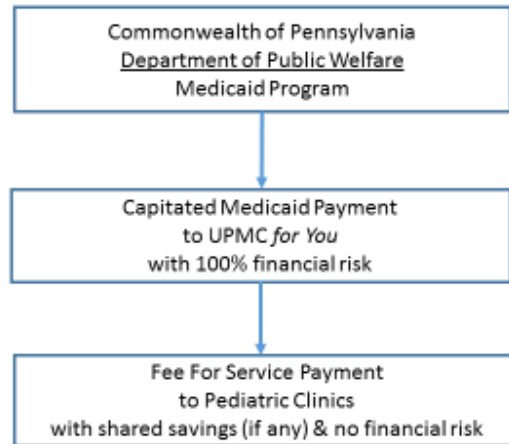 Commonwealth of Pennsylvania
Department of Public Welfare
Medicaid Program
Capitated Medicaid Payment
to UPMC for You
with 100% financial risk
Fee For Service Payment
to Pediatric Clinics
with shared savings (if any) & no financial risk